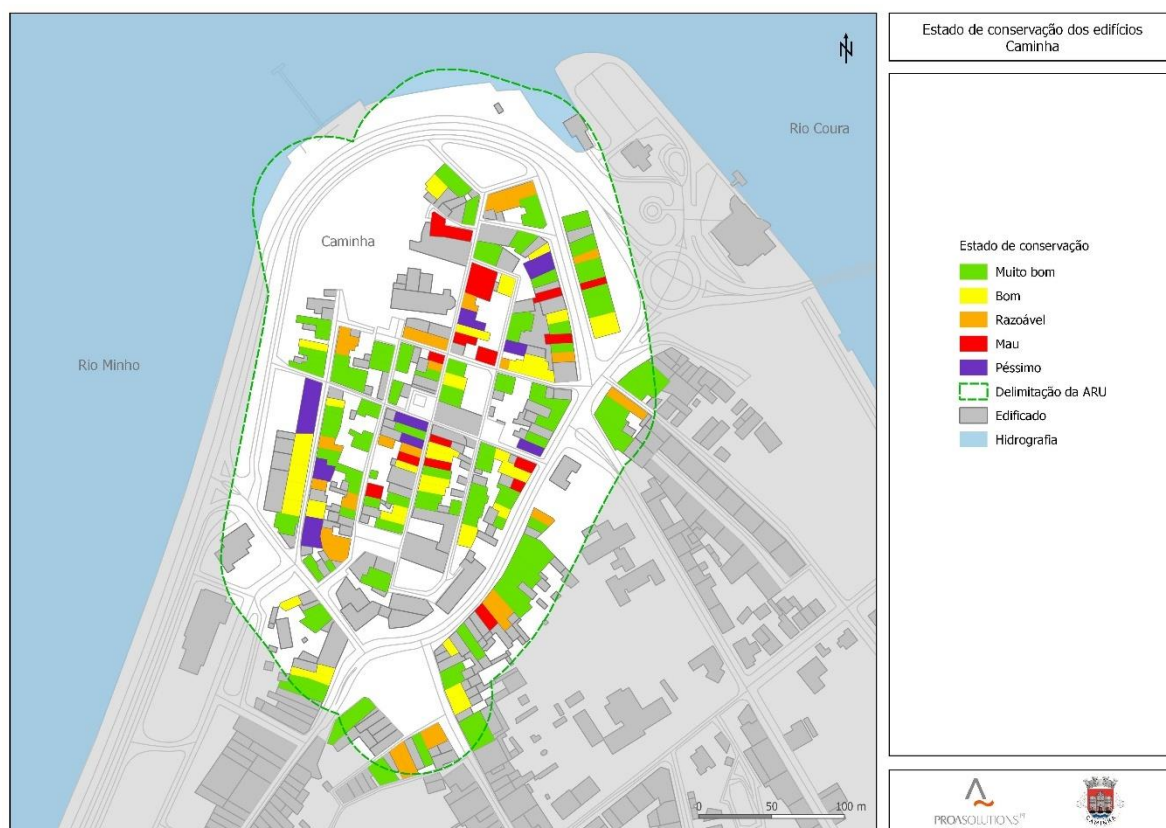 Estado de conservação dos edifícios
Caminha
N
Rio Coura
Caminha
Rio Minho
Estado de conservação
Muito bom
Bom
Razoável
Mau
Péssimo
Delimitação da ARU
Edificado
Hidrografia
0 50 100 m
PROASOLUTIONS
CAMINHA